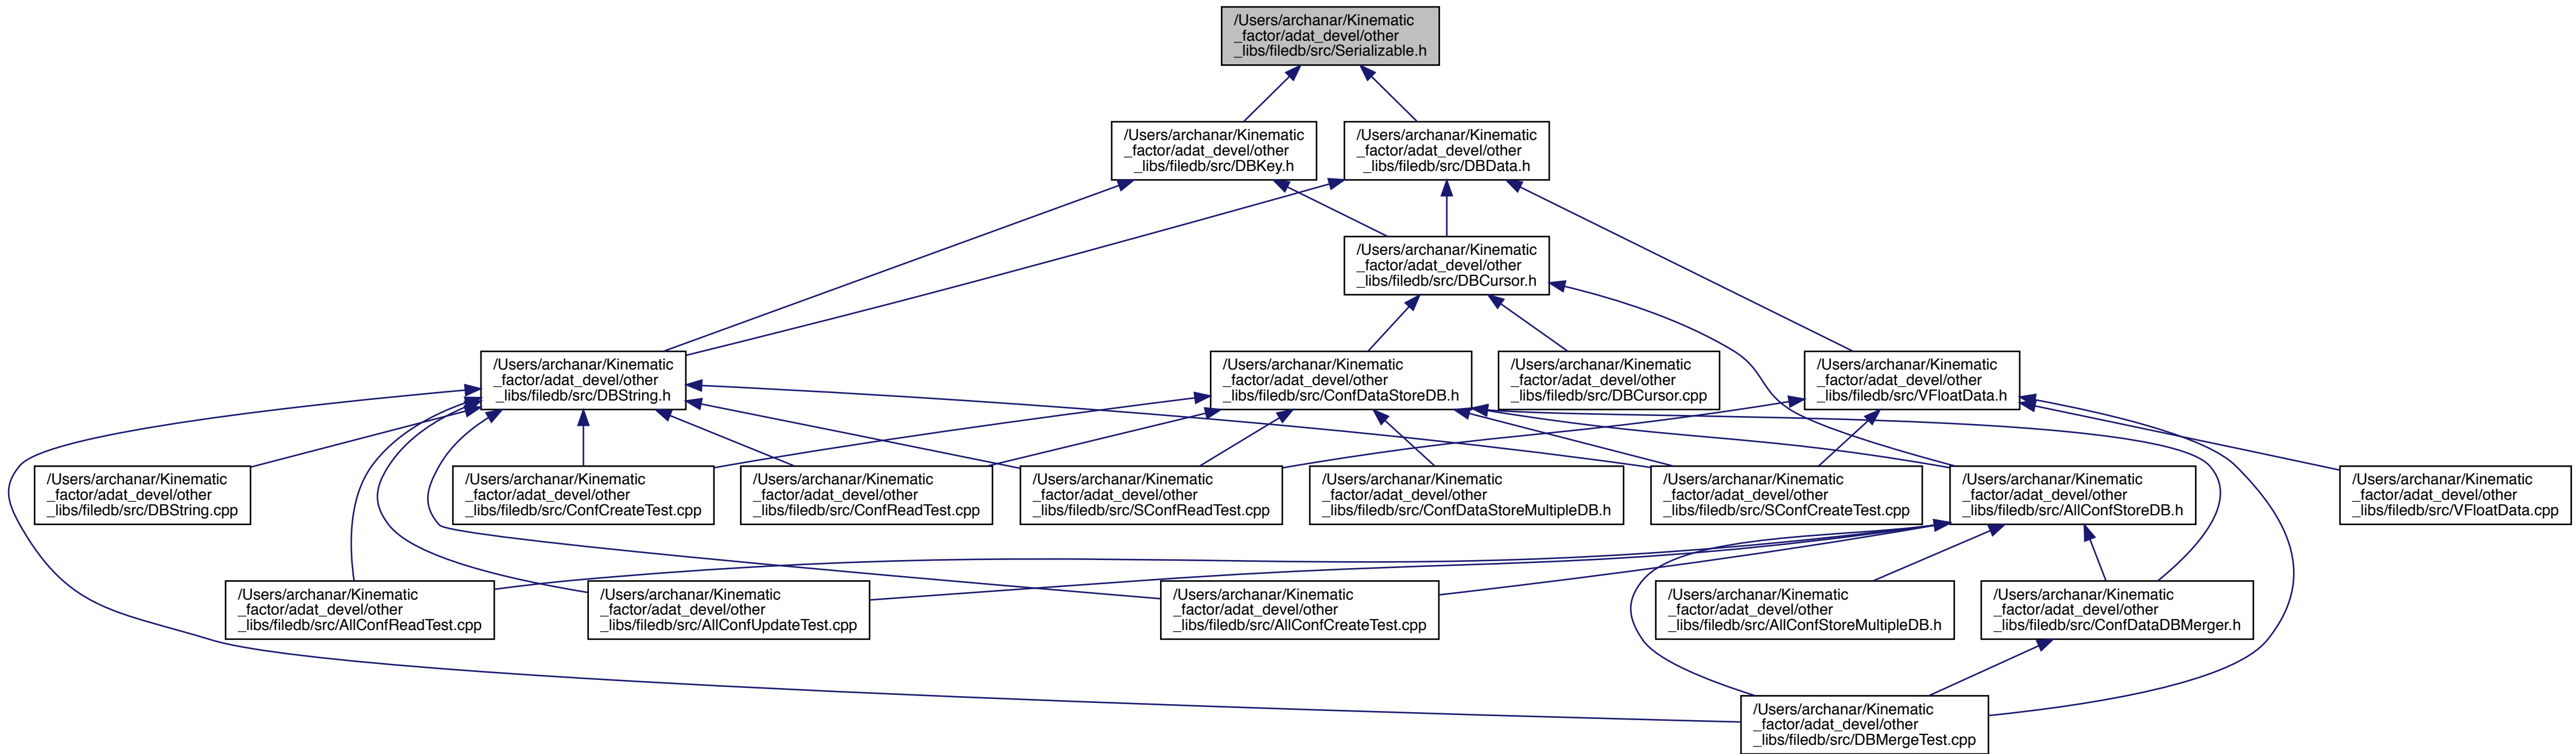 /Users/archanar/Kinematic
_factor/adat_devel/other
_libs/filedb/src/Serializable.h
/Users/archanar/Kinematic
_factor/adat_devel/other
_libs/filedb/src/DBKey.h
/Users/archanar/Kinematic
_factor/adat_devel/other
_libs/filedb/src/DBData.h
/Users/archanar/Kinematic
_factor/adat_devel/other
_libs/filedb/src/DBCursor.h
/Users/archanar/Kinematic
_factor/adat_devel/other
_libs/filedb/src/DBString.h
/Users/archanar/Kinematic
_factor/adat_devel/other
_libs/filedb/src/ConfDataStoreDB.h
/Users/archanar/Kinematic
_factor/adat_devel/other
_libs/filedb/src/DBCursor.cpp
/Users/archanar/Kinematic
_factor/adat_devel/other
_libs/filedb/src/VFloatData.h
/Users/archanar/Kinematic
_factor/adat_devel/other
_libs/filedb/src/DBString.cpp
/Users/archanar/Kinematic
_factor/adat_devel/other
_libs/filedb/src/ConfCreateTest.cpp
/Users/archanar/Kinematic
_factor/adat_devel/other
_libs/filedb/src/ConfReadTest.cpp
/Users/archanar/Kinematic
_factor/adat_devel/other
_libs/filedb/src/SConfReadTest.cpp
/Users/archanar/Kinematic
_factor/adat_devel/other
_libs/filedb/src/ConfDataStoreMultipleDB.h
/Users/archanar/Kinematic
_factor/adat_devel/other
_libs/filedb/src/SConfCreateTest.cpp
/Users/archanar/Kinematic
_factor/adat_devel/other
_libs/filedb/src/AllConfStoreDB.h
/Users/archanar/Kinematic
_factor/adat_devel/other
_libs/filedb/src/VFloatData.cpp
/Users/archanar/Kinematic
_factor/adat_devel/other
_libs/filedb/src/AllConfReadTest.cpp
/Users/archanar/Kinematic
_factor/adat_devel/other
_libs/filedb/src/AllConfUpdateTest.cpp
/Users/archanar/Kinematic
_factor/adat_devel/other
_libs/filedb/src/AllConfCreateTest.cpp
/Users/archanar/Kinematic
_factor/adat_devel/other
_libs/filedb/src/AllConfStoreMultipleDB.h
/Users/archanar/Kinematic
_factor/adat_devel/other
_libs/filedb/src/ConfDataDBMerger.h
/Users/archanar/Kinematic
_factor/adat_devel/other
_libs/filedb/src/DBMergeTest.cpp